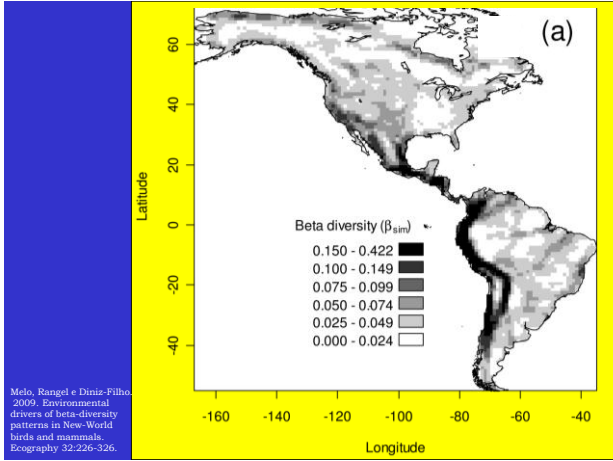 (a)
60
40
20
0
-20
-40
Latitude
Beta diversity (βsim)
0.150 - 0.422
0.100 - 0.149
0.075 - 0.099
0.050 - 0.074
0.025 - 0.049
0.000 - 0.024
-160 -140 -120 -100 -80 -60 -40
Longitude
Melo, Rangel e Diniz-Filho.
2009. Environmental
drivers of beta-diversity
patterns in New-World
birds and mammals.
Ecography 32:226-326.